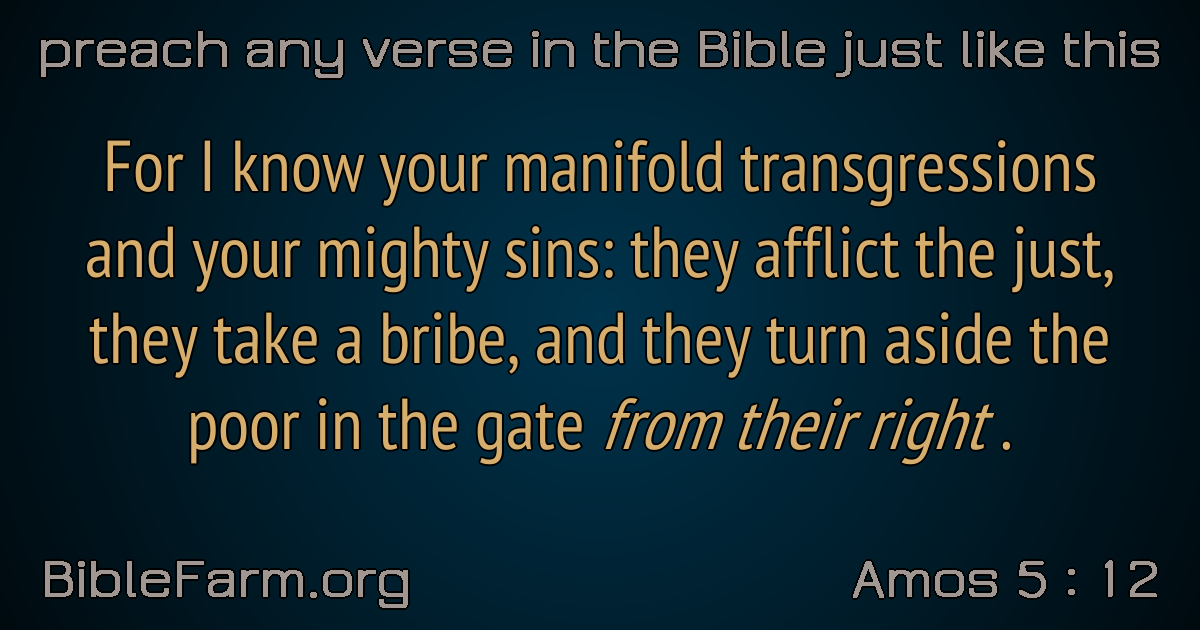 preach any verse in the Bible just like this
For I know your manifold transgressions
and your mighty sins: they afflict the just,
they take a bribe, and they turn aside the
poor in the gate from their right .
BibleFarm.org
Amos 5 : 12